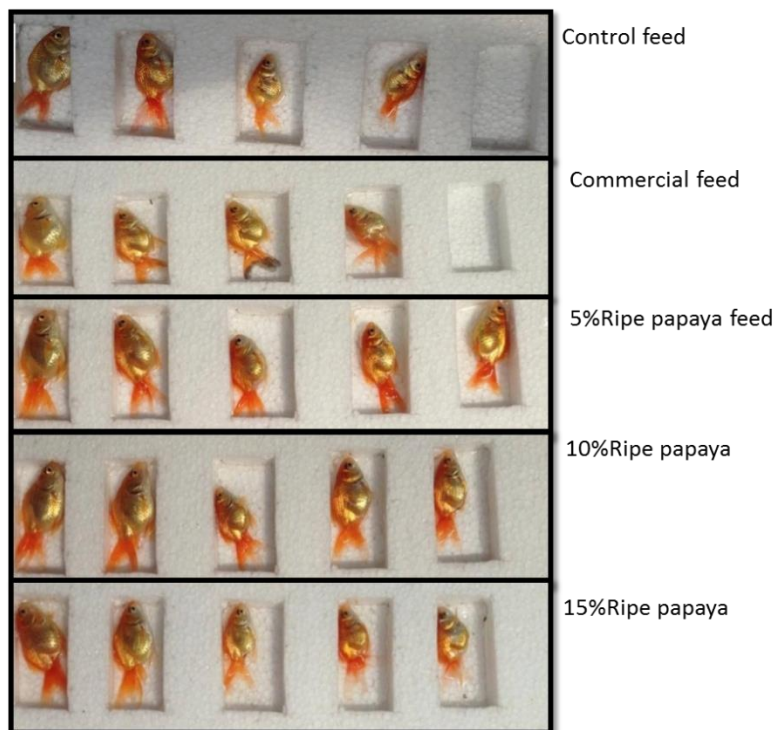 Control feed
Commercial feed
5%Ripe papaya feed
10%Ripe papaya
15%Ripe papaya